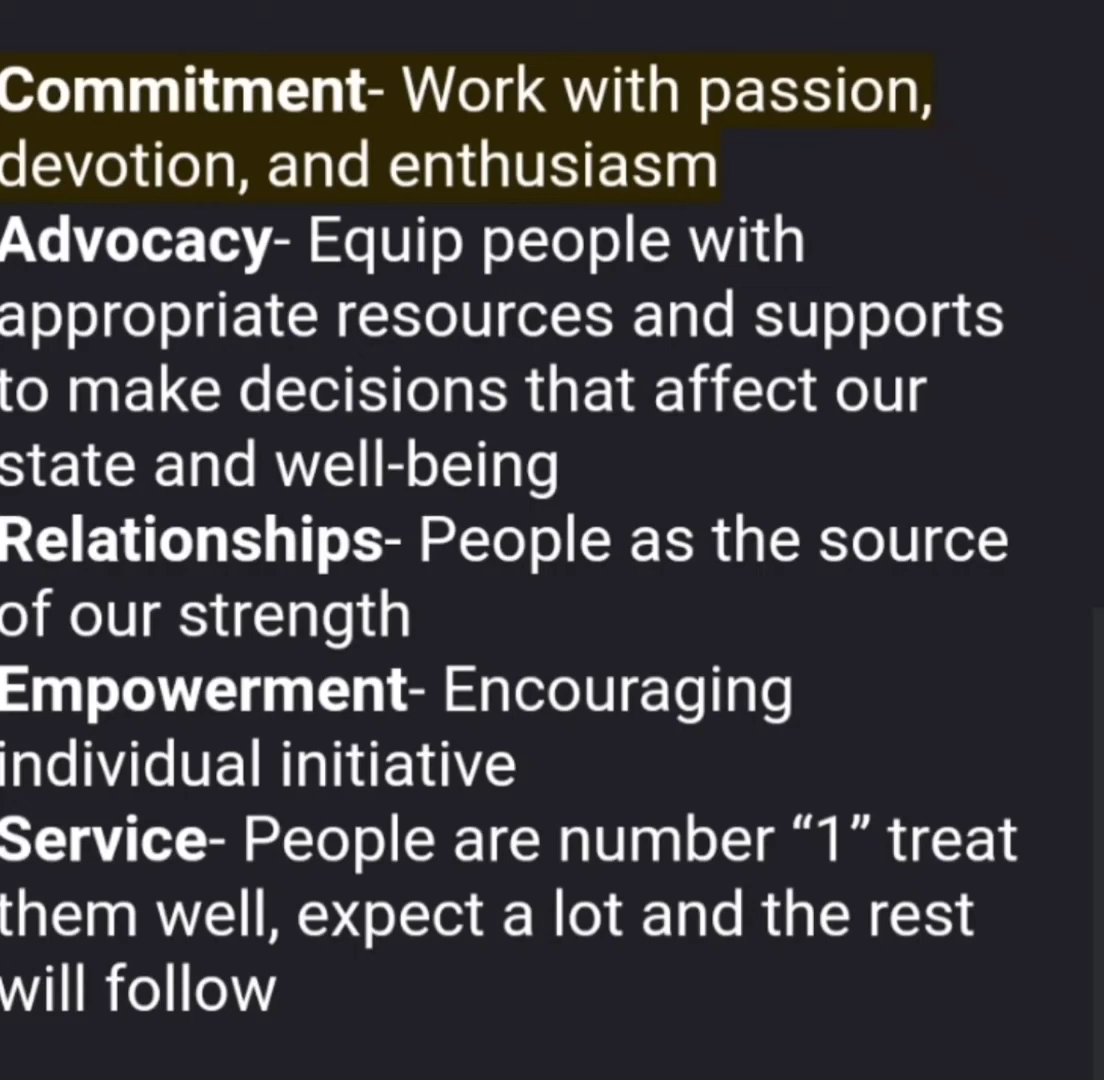 Commitment- Work with passion,
devotion, and enthusiasm
Advocacy- Equip people with
appropriate resources and supports
to make decisions that affect our
state and well-being
Relationships- People as the source
of our strength
Empowerment- Encouraging
individual initiative
Service- People are number “1” treat
them well, expect a lot and the rest
will follow